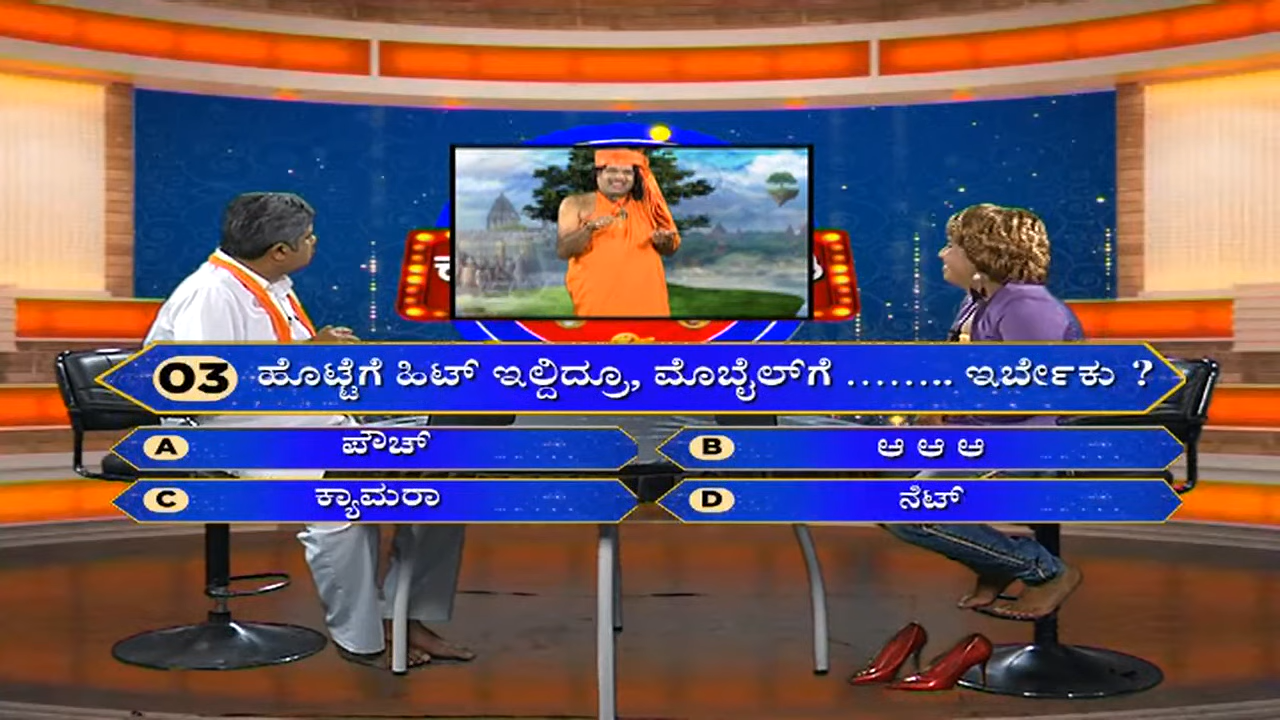 03 ಹೊಟ್ಟೆಗೆ ಹಿಟ್ ಇಲ್ದಿದ್ರೂ, ಮೊಬೈಲ್‌ಗೆ ........ ಇರ್ಬೇಕು ?
A ಪೌಚ್
B ಆ ಆ ಆ
C ಕ್ಯಾಮರಾ
D ನೆಟ್